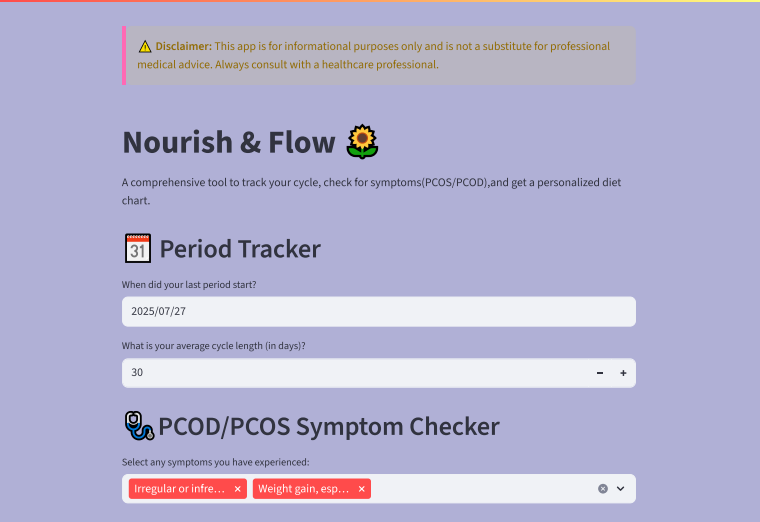 ⚠️ Disclaimer: This app is for informational purposes only and is not a substitute for professional
medical advice. Always consult with a healthcare professional.
Nourish & Flow 🌻
A comprehensive tool to track your cycle, check for symptoms(PCOS/PCOD),and get a personalized diet
chart.
31 Period Tracker
When did your last period start?
2025/07/27
What is your average cycle length (in days)?
30 − +
🩺PCOD/PCOS Symptom Checker
Select any symptoms you have experienced:
Irregular or infre... × Weight gain, esp... ×